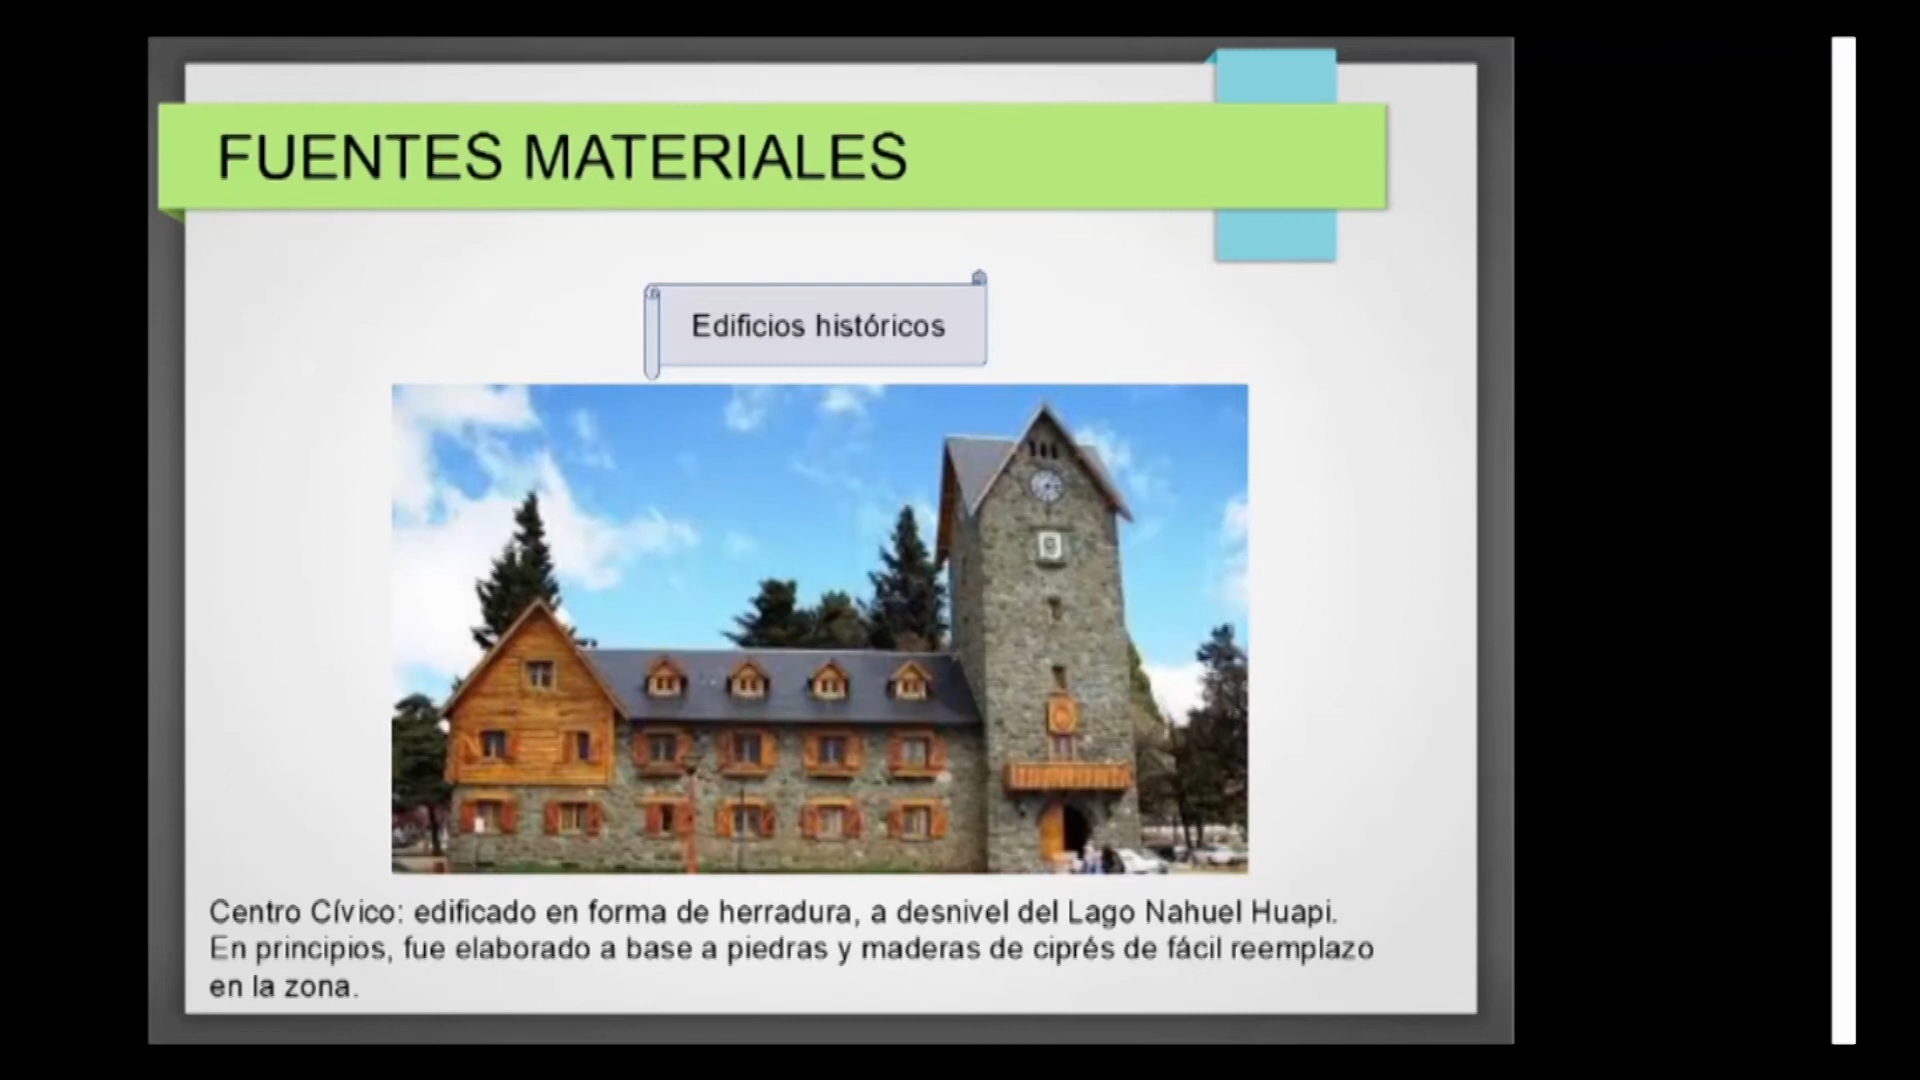 FUENTES MATERIALES
Edificios históricos
Centro Cívico: edificado en forma de herradura, a desnivel del Lago Nahuel Huapi.
En principios, fue elaborado a base a piedras y maderas de ciprés de fácil reemplazo
en la zona.